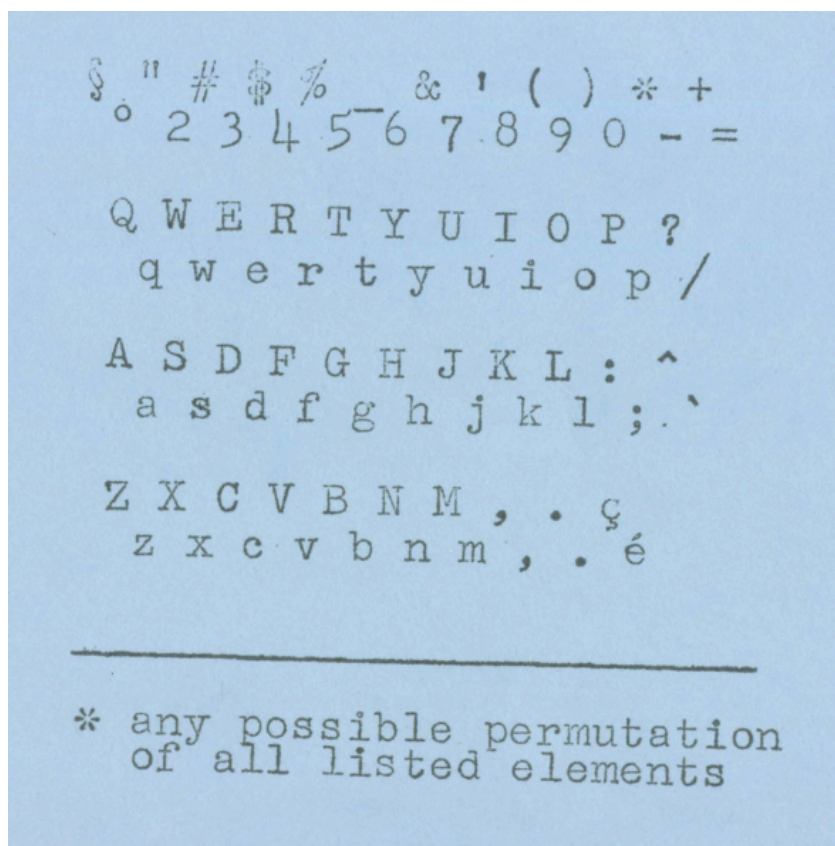 § " # $ % _ & ' ( ) * +
° 2 3 4 5 6 7 8 9 0 - =
Q W E R T Y U I O P ?
q w e r t y u i o p /
A S D F G H J K L : ^
a s d f g h j k l ; `
Z X C V B N M , . ç
z x c v b n m , . é
* any possible permutation
of all listed elements